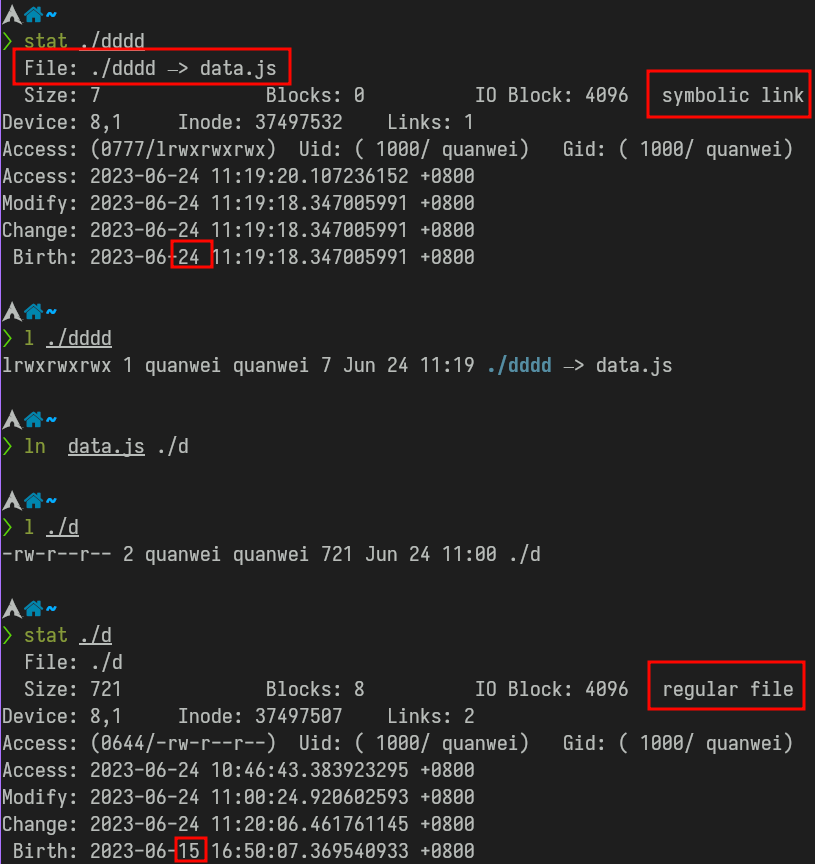 ~
❯ stat ./dddd
File: ./dddd -> data.js
Size: 7 Blocks: 0 IO Block: 4096 symbolic link
Device: 8,1 Inode: 37497532 Links: 1
Access: (0777/lrwxrwxrwx) Uid: ( 1000/ quanwei) Gid: ( 1000/ quanwei)
Access: 2023-06-24 11:19:20.107236152 +0800
Modify: 2023-06-24 11:19:18.347005991 +0800
Change: 2023-06-24 11:19:18.347005991 +0800
Birth: 2023-06-24 11:19:18.347005991 +0800
~
❯ l ./dddd
lrwxrwxrwx 1 quanwei quanwei 7 Jun 24 11:19 ./dddd -> data.js
~
❯ ln data.js ./d
~
❯ l ./d
-rw-r--r-- 2 quanwei quanwei 721 Jun 24 11:00 ./d
~
❯ stat ./d
File: ./d
Size: 721 Blocks: 8 IO Block: 4096 regular file
Device: 8,1 Inode: 37497507 Links: 2
Access: (0644/-rw-r--r--) Uid: ( 1000/ quanwei) Gid: ( 1000/ quanwei)
Access: 2023-06-24 10:46:43.383923295 +0800
Modify: 2023-06-24 11:00:24.920602593 +0800
Change: 2023-06-24 11:20:06.461761145 +0800
Birth: 2023-06-15 16:50:07.369540933 +0800